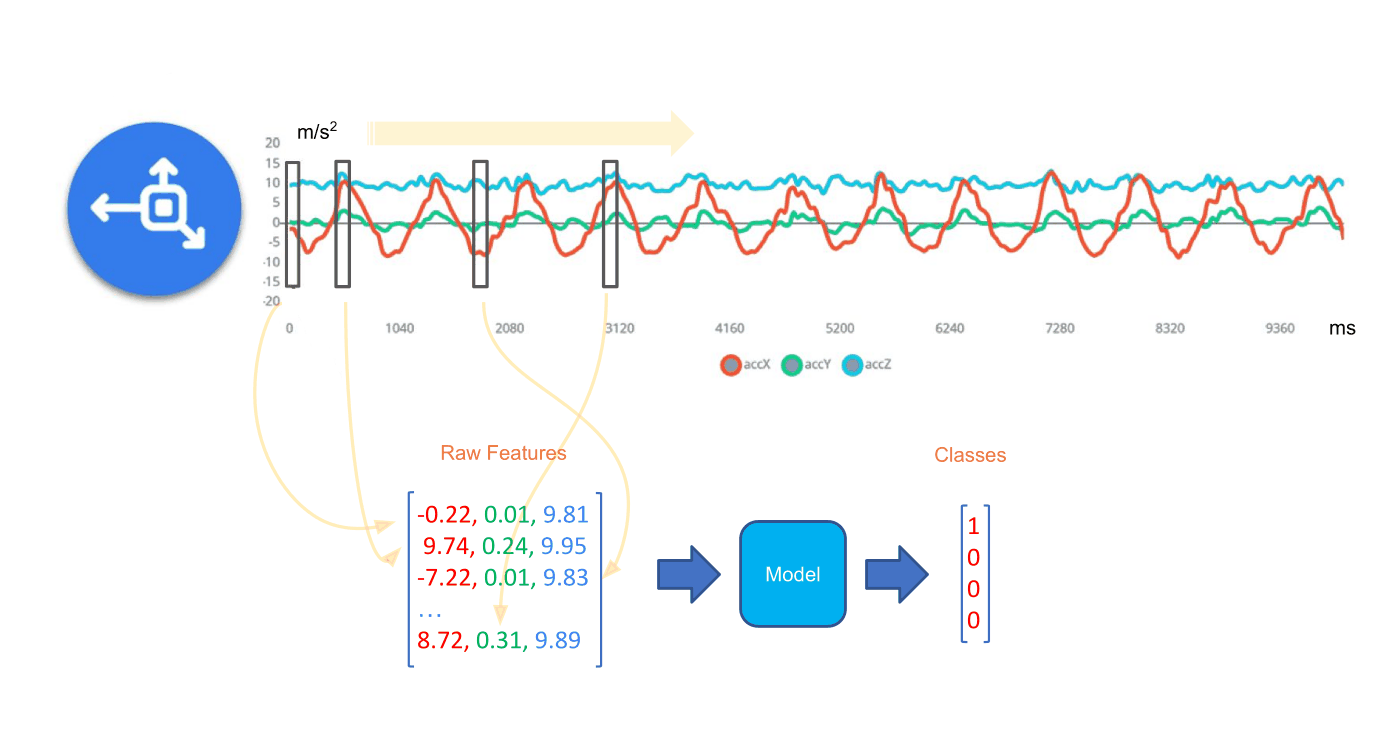 m/s2
20
15
10
5
0
-5
-10
-15
-20
0 1040 2080 3120 4160 5200 6240 7280 8320 9360 ms
accX accY accZ
Raw Features
Classes
-0.22, 0.01, 9.81
9.74, 0.24, 9.95
-7.22, 0.01, 9.83
...
8.72, 0.31, 9.89
Model
1
0
0
0